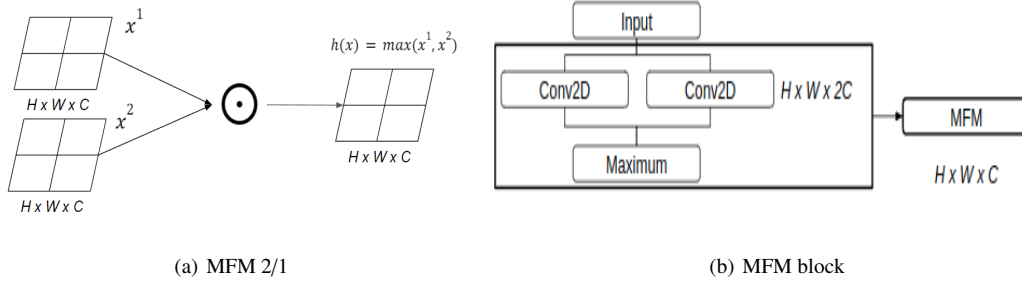 x^1
H x W x C
x^2
H x W x C
h(x) = max(x^1, x^2)
H x W x C
(a) MFM 2/1
Input
Conv2D
Conv2D
H x W x 2C
Maximum
MFM
H x W x C
(b) MFM block